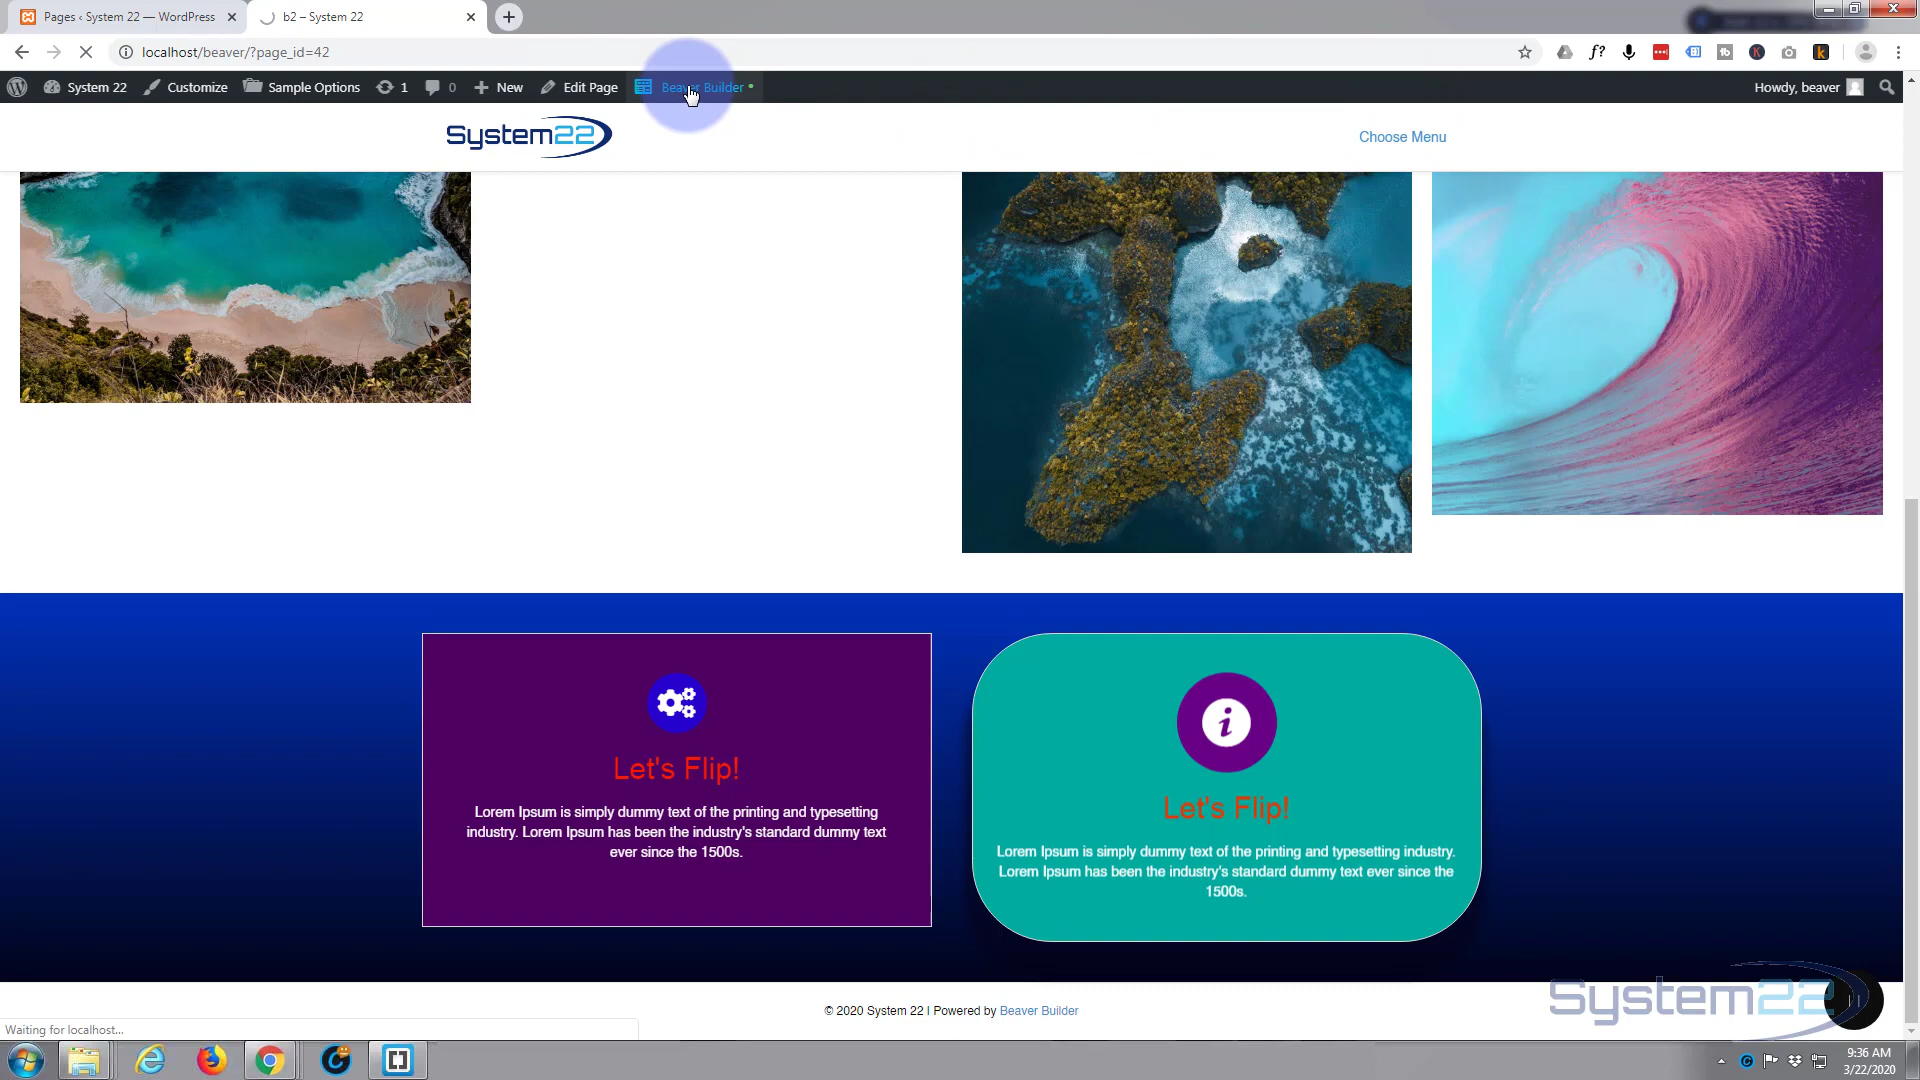 Pages ‹ System 22 — WordPress
b2 – System 22
localhost/beaver/?page_id=42
System 22
Customize
Sample Options
1
0
New
Edit Page
Beaver Builder
Howdy, beaver
System22
Choose Menu
Let's Flip!
Lorem Ipsum is simply dummy text of the printing and typesetting
industry. Lorem Ipsum has been the industry's standard dummy text
ever since the 1500s.
Let's Flip!
Lorem Ipsum is simply dummy text of the printing and typesetting industry.
Lorem Ipsum has been the industry's standard dummy text ever since the
1500s.
© 2020 System 22 | Powered by Beaver Builder
System22
Waiting for localhost...
9:36 AM
3/22/2020